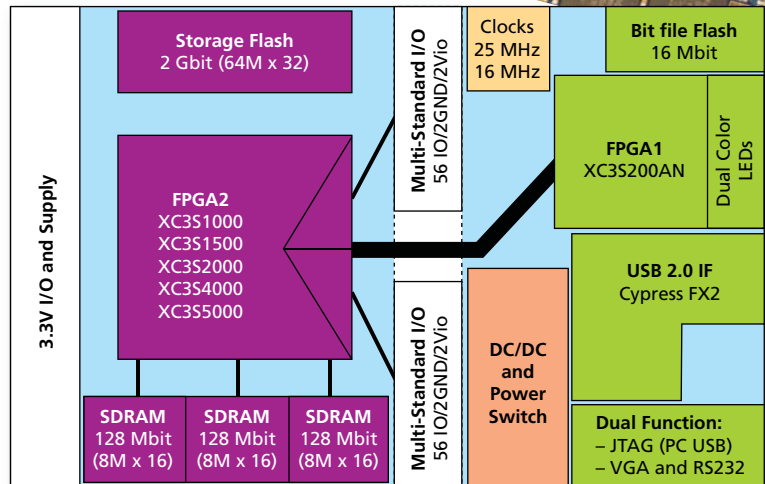 3.3V I/O and Supply
Storage Flash
2 Gbit (64M x 32)
FPGA2
XC3S1000
XC3S1500
XC3S2000
XC3S4000
XC3S5000
SDRAM
128 Mbit
(8M x 16)
SDRAM
128 Mbit
(8M x 16)
SDRAM
128 Mbit
(8M x 16)
Multi-Standard I/O
56 IO/2GND/2Vio
Multi-Standard I/O
56 IO/2GND/2Vio
Clocks
25 MHz
16 MHz
DC/DC
and
Power
Switch
Bit file Flash
16 Mbit
FPGA1
XC3S200AN
Dual Color
LEDs
USB 2.0 IF
Cypress FX2
Dual Function:
– JTAG (PC USB)
– VGA and RS232